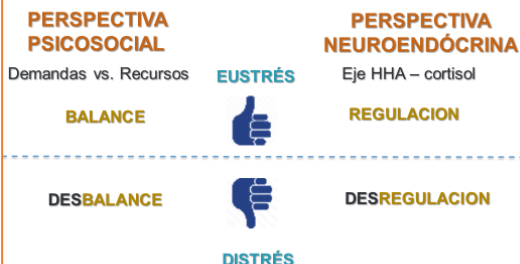 PERSPECTIVA
PSICOSOCIAL
PERSPECTIVA
NEUROENDÓCRINA
Demandas vs. Recursos
EUSTRÉS
Eje HHA – cortisol
BALANCE
REGULACION
DESBALANCE
DESREGULACION
DISTRÉS